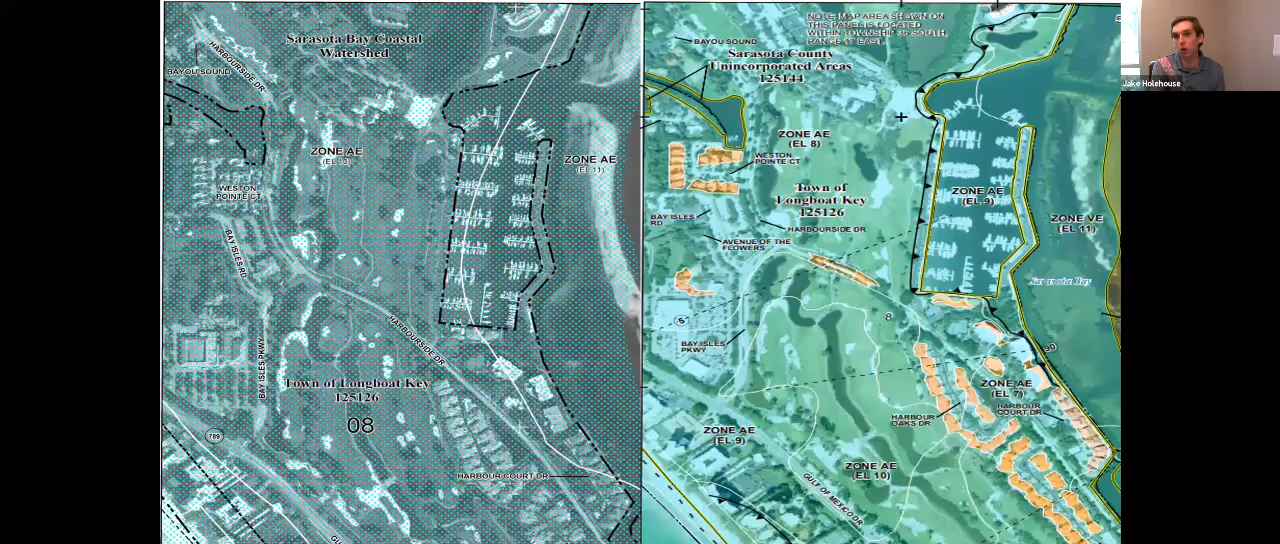 Sarasota Bay Coastal
Watershed
HARBOURSIDE DR
BAYOU SOUND
ZONE AE
ZONE AE
(EL 11)
WESTON
POINTE CT
BAY ISLES RD
HARBOURSIDE DR
BAY ISLES PKWY
Town of Longboat Key
125126
08
789
HARBOUR COURT DR
NOTE: MAP AREA SHOWN ON
THIS PANEL IS LOCATED
WITHIN TOWNSHIP 36 SOUTH,
RANGE 17 EAST
BAYOU SOUND
Sarasota County
Unincorporated Areas
125144
ZONE AE
(EL 8)
WESTON
POINTE CT
Town of
Longboat Key
125126
ZONE AE
(EL 9)
ZONE VE
(EL 11)
BAY ISLES
RD
HARBOURSIDE DR
AVENUE OF THE
FLOWERS
Sarasota Bay
8
BAY ISLES
PKWY
ZONE AE
(EL 7)
HARBOUR
COURT DR
HARBOUR
OAKS DR
ZONE AE
(EL 9)
ZONE AE
(EL 10)
GULF OF MEXICO DR
Jake Holehouse